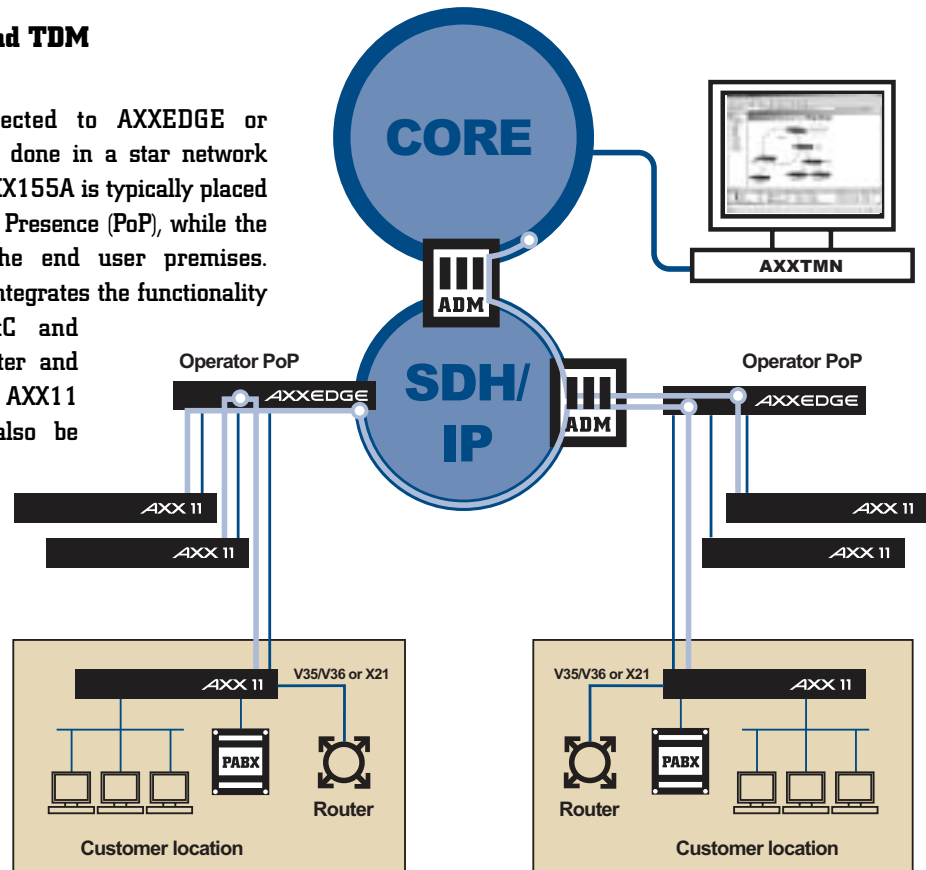 nd TDM
ected to AXXEDGE or
done in a star network
X155A is typically placed
Presence (PoP), while the
he end user premises.
ntegrates the functionality
C and
ter and
AXX11
also be
CORE
AXXTMN
ADM
SDH/
IP
ADM
Operator PoP
AXXEDGE
Operator PoP
AXXEDGE
AXX 11
AXX 11
AXX 11
AXX 11
AXX 11
V35/V36 or X21
PABX
Router
Customer location
V35/V36 or X21
AXX 11
Router
PABX
Customer location